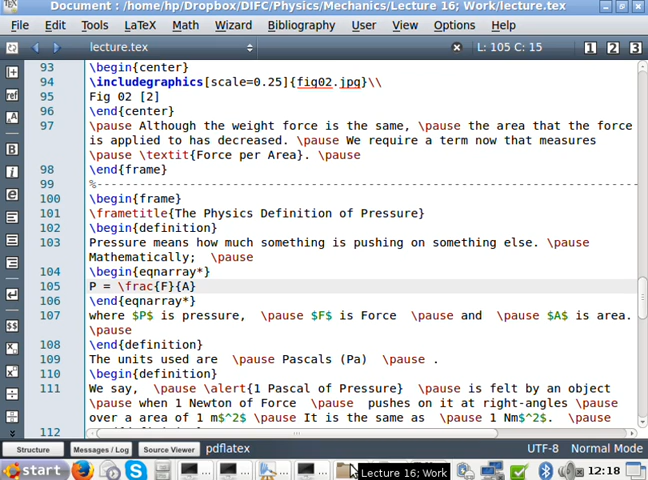 Document : /home/hp/Dropbox/DIFC/Physics/Mechanics/Lecture 16; Work/lecture.tex
File Edit Tools LaTeX Math Wizard Bibliography User View Options Help
lecture.tex L: 105 C: 15 1 2 3
93 \begin{center}
94 \includegraphics[scale=0.25]{fig02.jpg}\\
95 Fig 02 [2]
96 \end{center}
97 \pause Although the weight force is the same, \pause the area that the force
is applied to has decreased. \pause We require a term now that measures
\pause \textit{Force per Area}. \pause
98 \end{frame}
99 %--------------------------------------------------------------------
100 \begin{frame}
101 \frametitle{The Physics Definition of Pressure}
102 \begin{definition}
103 Pressure means how much something is pushing on something else. \pause
Mathematically; \pause
104 \begin{eqnarray*}
105 P = \frac{F}{A}
106 \end{eqnarray*}
107 where $P$ is pressure, \pause $F$ is Force \pause and \pause $A$ is area.
\pause
108 \end{definition}
109 The units used are \pause Pascals (Pa) \pause .
110 \begin{definition}
111 We say, \pause \alert{1 Pascal of Pressure} \pause is felt by an object
\pause when 1 Newton of Force \pause pushes on it at right-angles \pause
over a area of 1 m$^2$ \pause It is the same as \pause 1 Nm$^2$. \pause
112
Structure Messages / Log Source Viewer pdflatex UTF-8 Normal Mode
start Lecture 16; Work 12:18